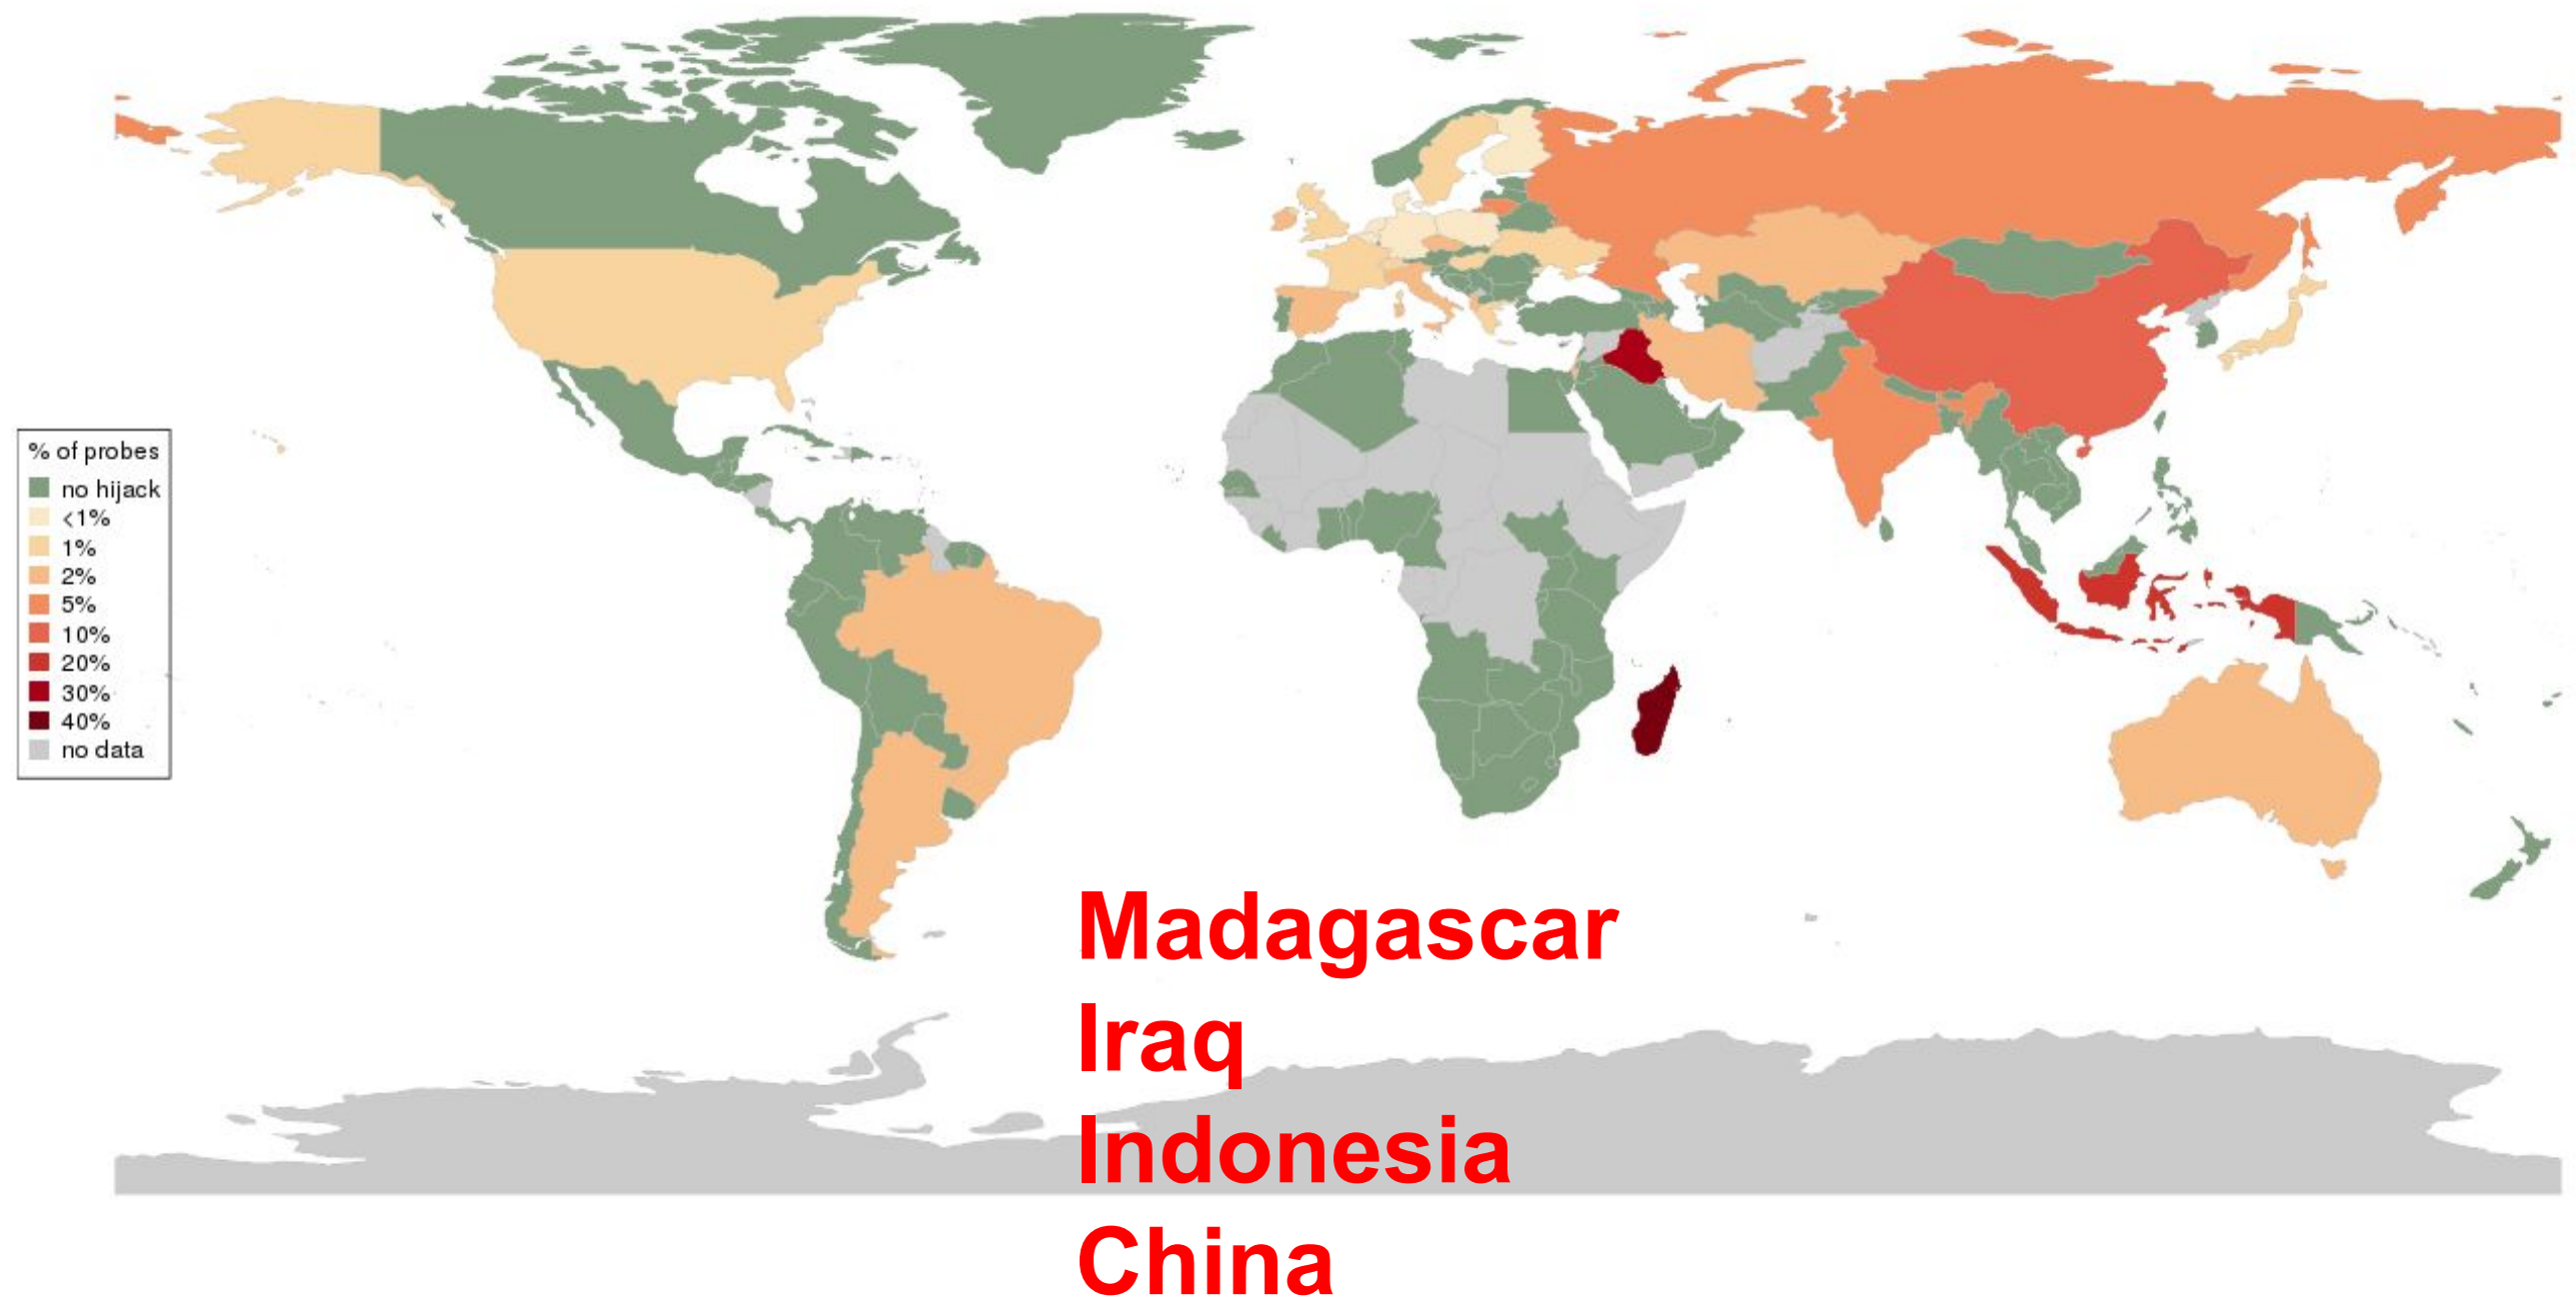 % of probes
no hijack
<1%
1%
2%
5%
10%
20%
30%
40%
no data
Madagascar
Iraq
Indonesia
China